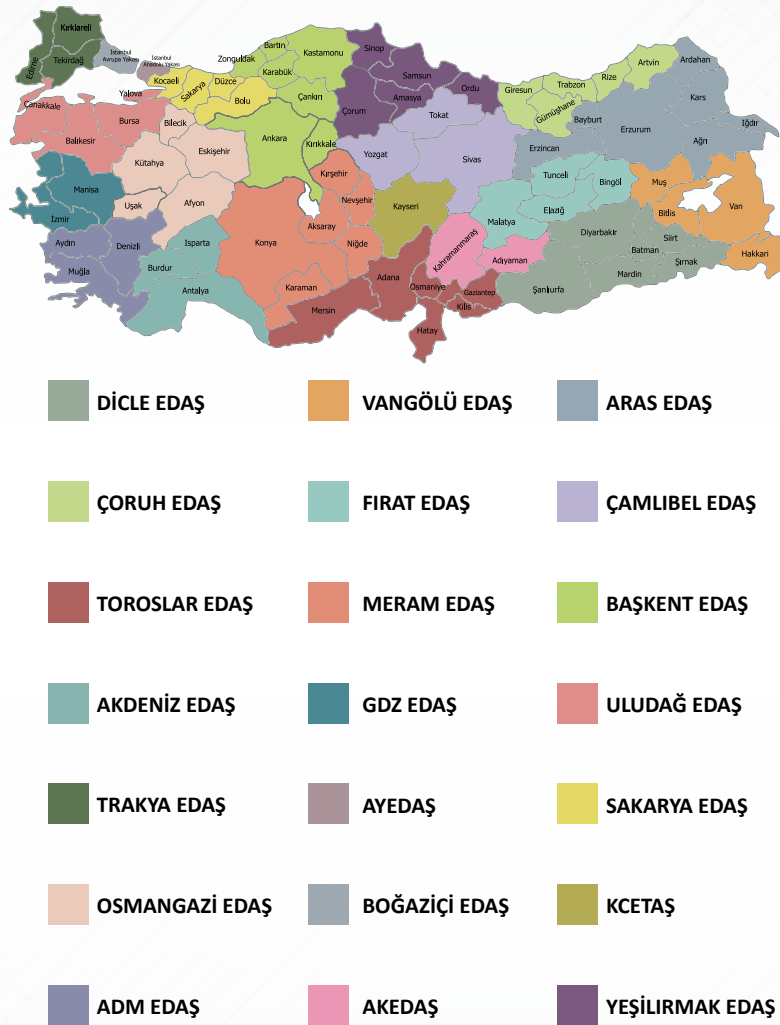 Kırklareli
Edirne
Tekirdağ
İstanbul
Avrupa Yakası
İstanbul
Anadolu Yakası
Zonguldak
Bartın
Kastamonu
Karabük
Sinop
Samsun
Ordu
Giresun
Trabzon
Rize
Artvin
Ardahan
Kars
Iğdır
Çanakkale
Yalova
Kocaeli
Sakarya
Düzce
Bolu
Çankırı
Çorum
Amasya
Tokat
Gümüşhane
Bayburt
Erzurum
Ağrı
Balıkesir
Bursa
Bilecik
Eskişehir
Ankara
Kırıkkale
Yozgat
Sivas
Erzincan
Kütahya
Manisa
İzmir
Uşak
Afyon
Kırşehir
Nevşehir
Aksaray
Kayseri
Tunceli
Bingöl
Elazığ
Malatya
Muş
Bitlis
Van
Hakkari
Aydın
Denizli
Muğla
Isparta
Burdur
Antalya
Konya
Niğde
Karaman
Mersin
Adana
Osmaniye
Kahramanmaraş
Adıyaman
Gaziantep
Kilis
Hatay
Şanlıurfa
Diyarbakır
Batman
Siirt
Mardin
Şırnak
DİCLE EDAŞ
VANGÖLÜ EDAŞ
ARAS EDAŞ
ÇORUH EDAŞ
FIRAT EDAŞ
ÇAMLIBEL EDAŞ
TOROSLAR EDAŞ
MERAM EDAŞ
BAŞKENT EDAŞ
AKDENİZ EDAŞ
GDZ EDAŞ
ULUDAĞ EDAŞ
TRAKYA EDAŞ
AYEDAŞ
SAKARYA EDAŞ
OSMANGAZİ EDAŞ
BOĞAZİÇİ EDAŞ
KCETAŞ
ADM EDAŞ
AKEDAŞ
YEŞİLIRMAK EDAŞ